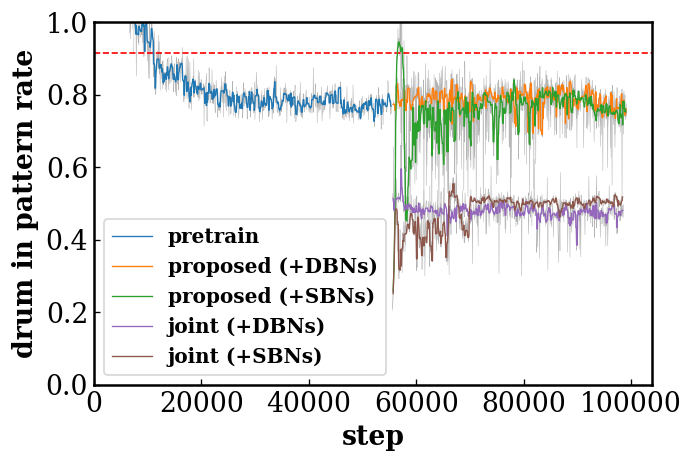 drum in pattern rate
1.0
0.8
0.6
0.4
0.2
0.0
pretrain
proposed (+DBNs)
proposed (+SBNs)
joint (+DBNs)
joint (+SBNs)
0 20000 40000 60000 80000 100000
step